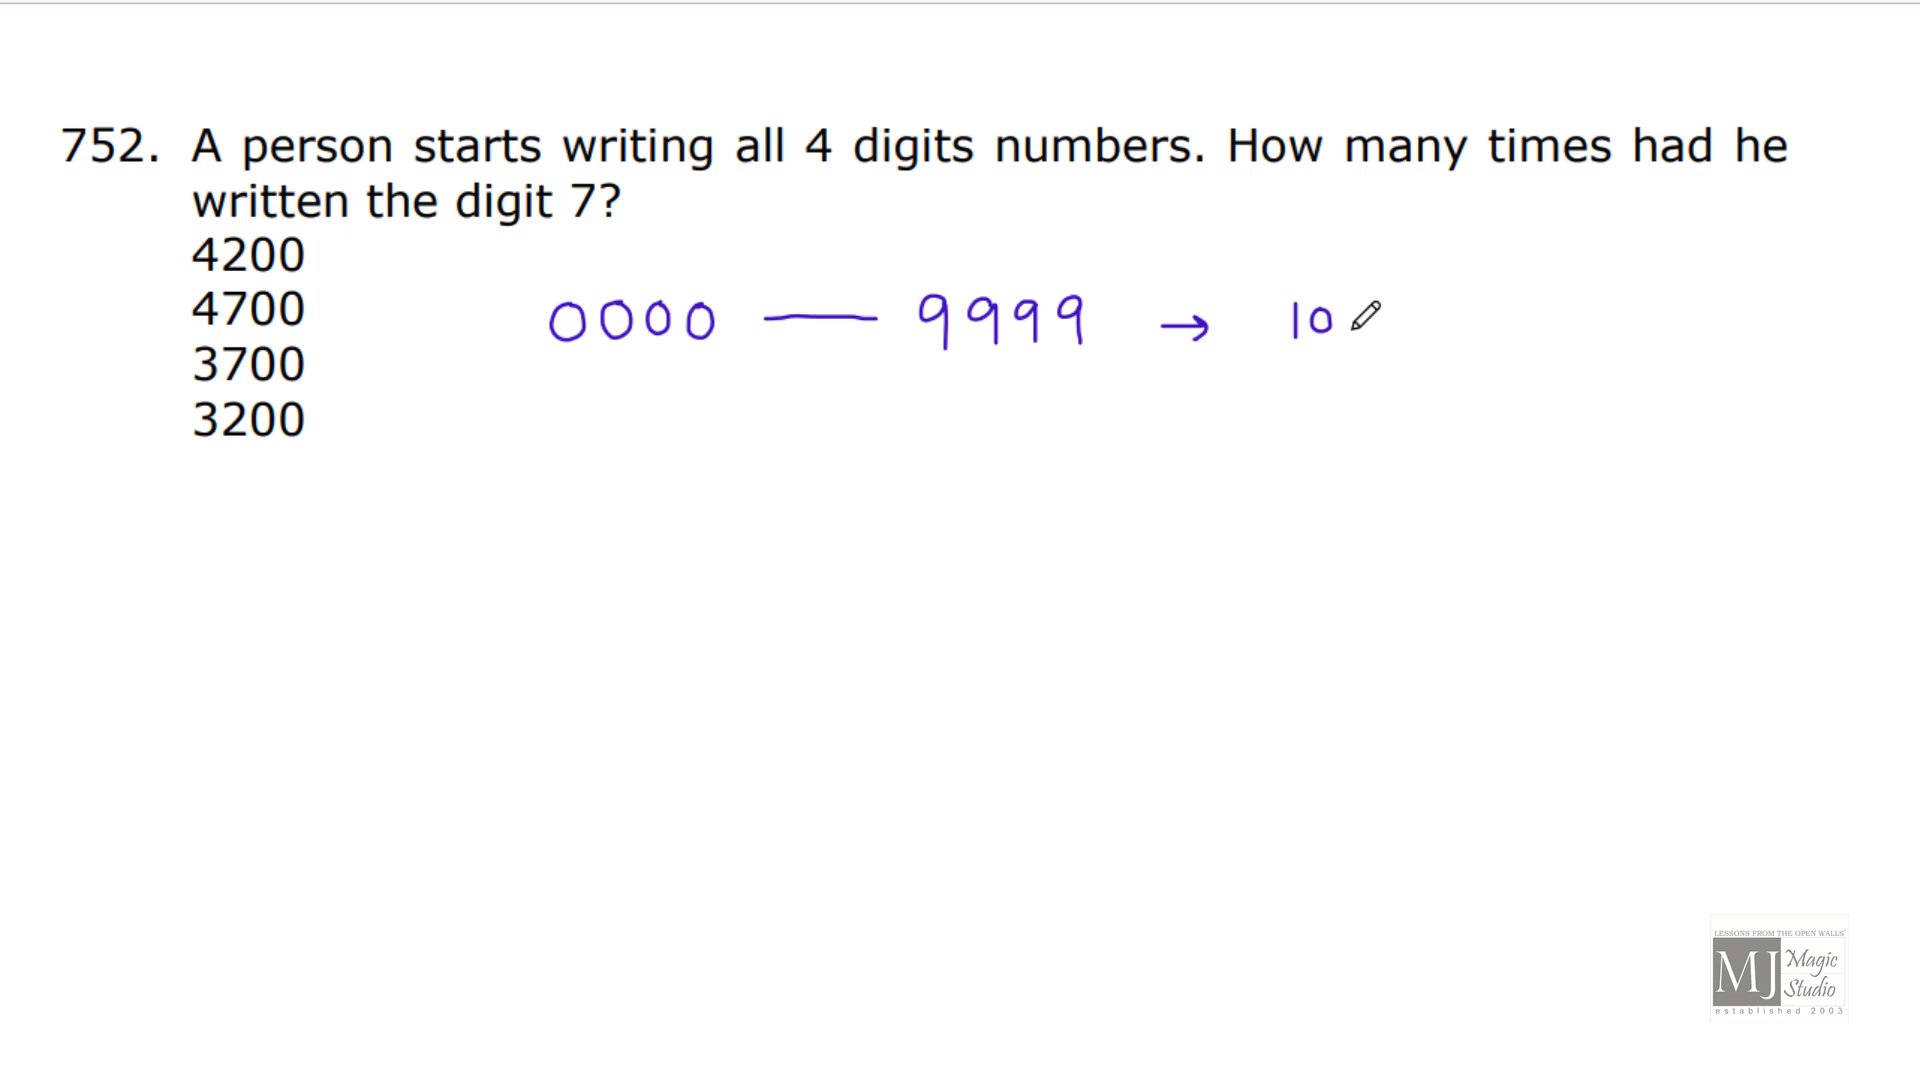 752. A person starts writing all 4 digits numbers. How many times had he
written the digit 7?
4200
4700
3700
3200
0000 — 9999 → 10
LESSONS FROM THE OPEN WALLS
MJ Magic
Studio
established 2003